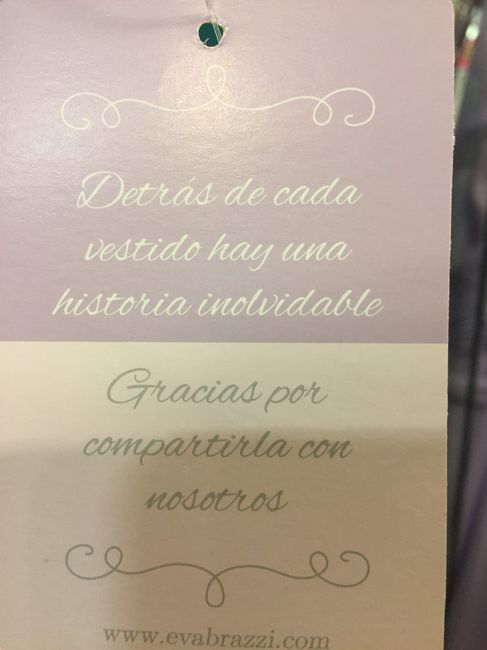 Detrás de cada
vestido hay una
historia inolvidable
Gracias por
compartirla con
nosotros
www.evabrazzi.com